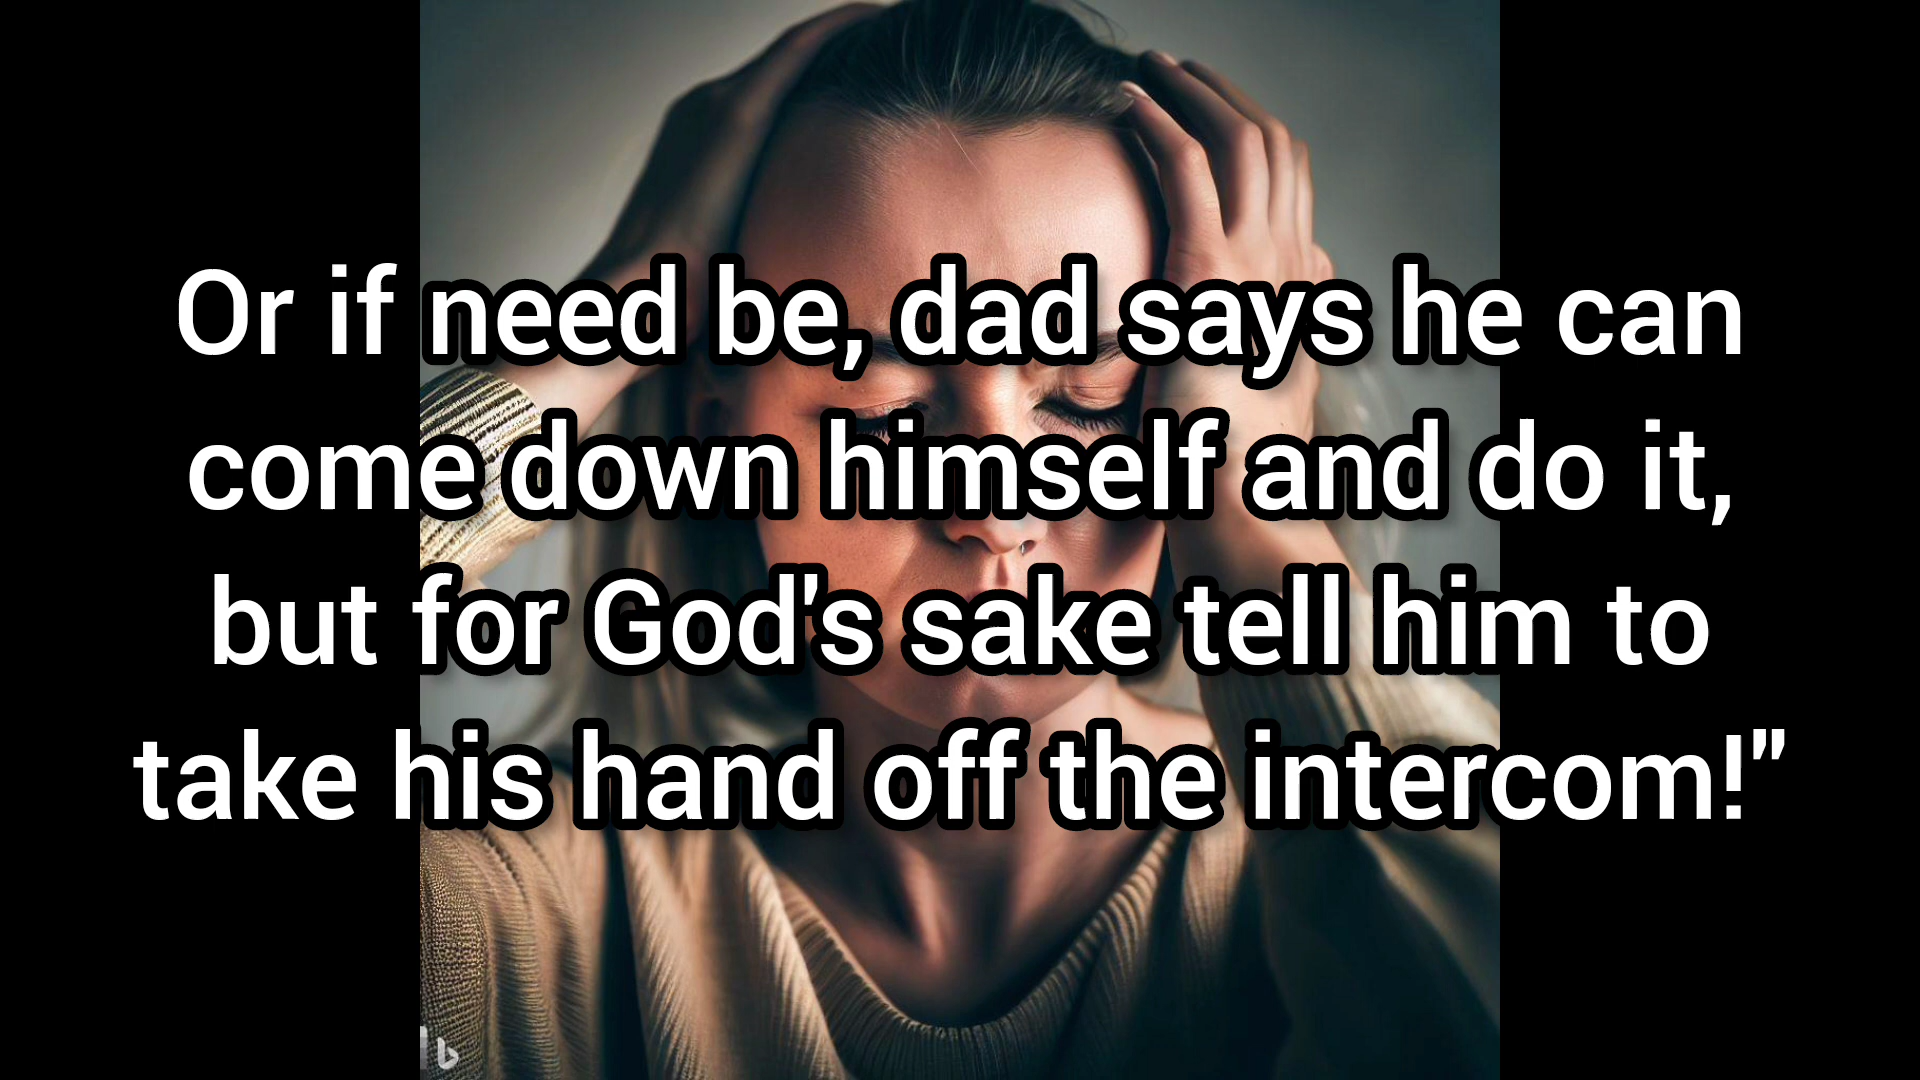 Or if need be, dad says he can
come down himself and do it,
but for God's sake tell him to
take his hand off the intercom!"
b